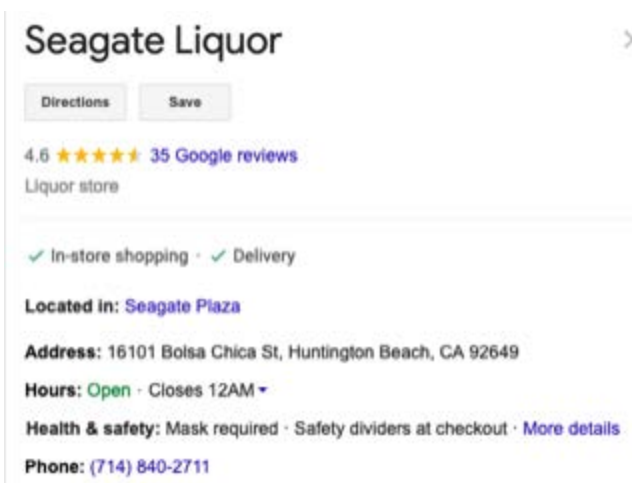 Seagate Liquor
Directions Save
4.6 35 Google reviews
Liquor store
✓ In-store shopping · ✓ Delivery
Located in: Seagate Plaza
Address: 16101 Bolsa Chica St, Huntington Beach, CA 92649
Hours: Open · Closes 12AM
Health & safety: Mask required · Safety dividers at checkout · More details
Phone: (714) 840-2711